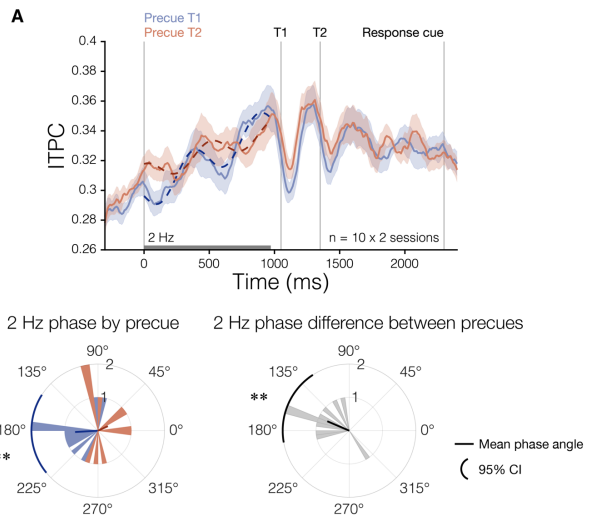 A
Precue T1
Precue T2
T1
T2
Response cue
0.4
0.38
0.36
0.34
0.32
0.3
0.28
0.26
ITPC
2 Hz
n = 10 x 2 sessions
0
500
1000
1500
2000
Time (ms)
2 Hz phase by precue
2 Hz phase difference between precues
90°
2
135°
45°
1
180°
0°
**
225°
315°
270°
90°
2
135°
45°
**
1
180°
0°
225°
315°
270°
Mean phase angle
95% CI